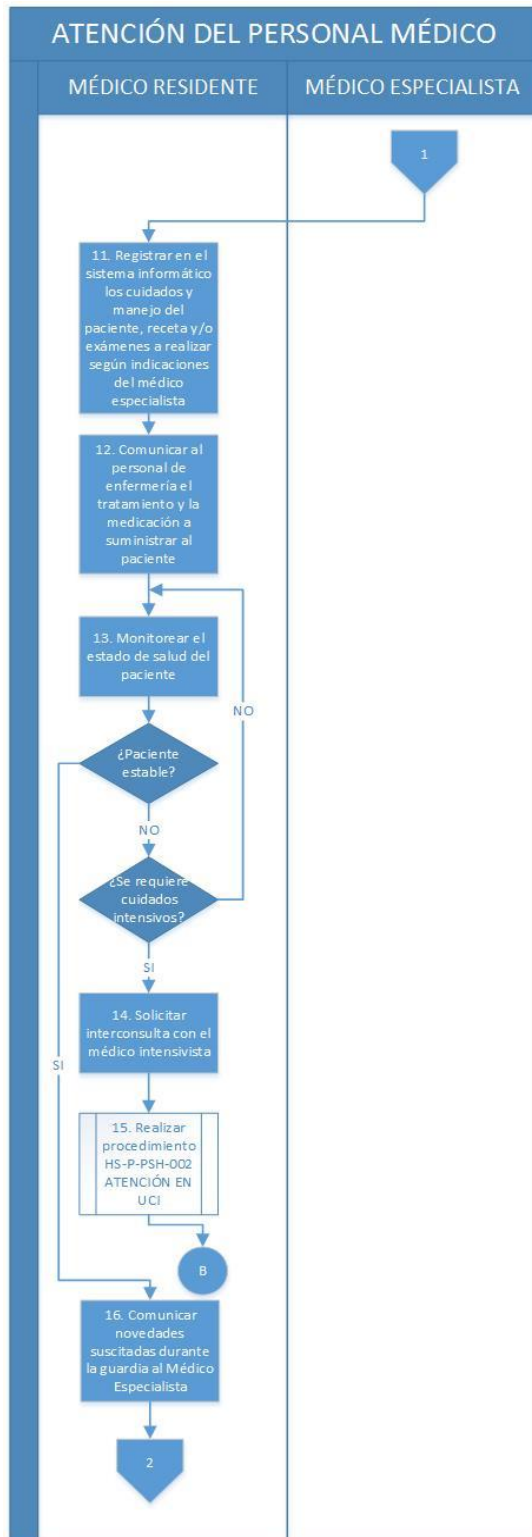 ATENCIÓN DEL PERSONAL MÉDICO
MÉDICO RESIDENTE
MÉDICO ESPECIALISTA
1
11. Registrar en el
sistema informático
los cuidados y
manejo del
paciente, receta y/o
exámenes a realizar
según indicaciones
del médico
especialista
12. Comunicar al
personal de
enfermería el
tratamiento y la
medicación a
suministrar al
paciente
13. Monitorear el
estado de salud del
paciente
NO
¿Paciente
estable?
NO
¿Se requiere
cuidados
intensivos?
SI
14. Solicitar
interconsulta con el
médico intensivista
SI
15. Realizar
procedimiento
HS-P-PSH-002
ATENCIÓN EN
UCI
B
16. Comunicar
novedades
suscitadas durante
la guardia al Médico
Especialista
2